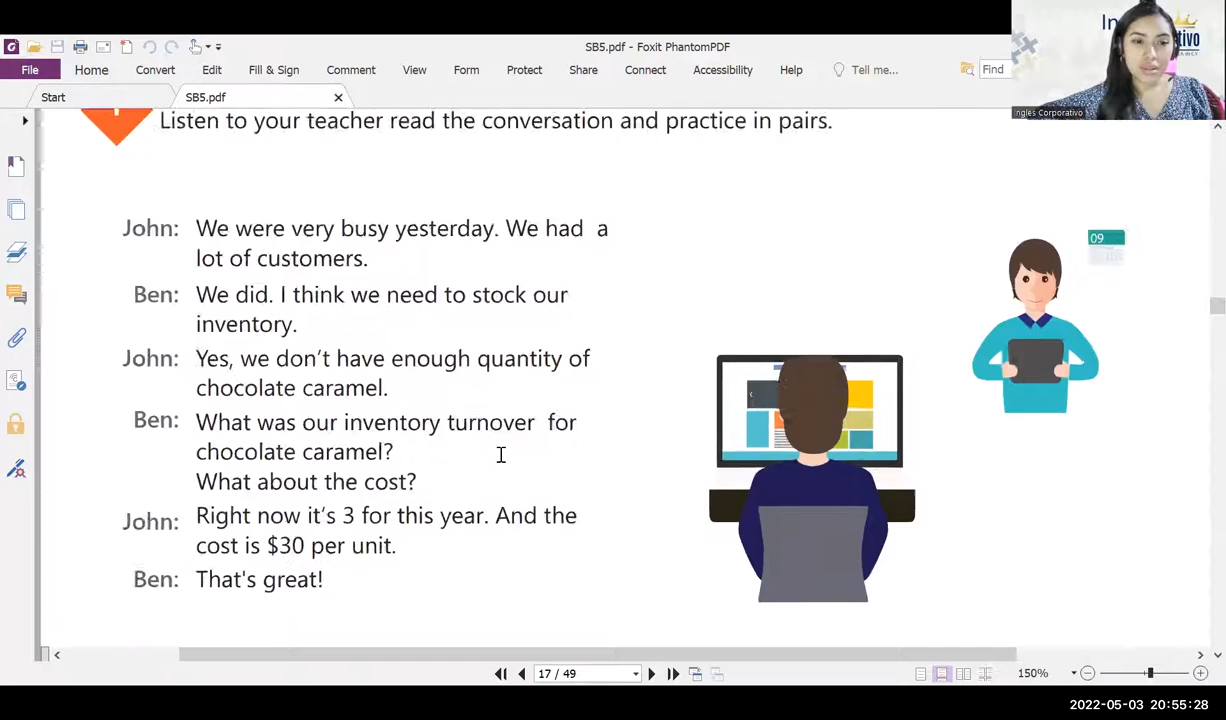 SB5.pdf - Foxit PhantomPDF
File Home Convert Edit Fill & Sign Comment View Form Protect Share Connect Accessibility Help Tell me... Find
Start SB5.pdf
Listen to your teacher read the conversation and practice in pairs.
John: We were very busy yesterday. We had a
lot of customers.
Ben: We did. I think we need to stock our
inventory.
John: Yes, we don't have enough quantity of
chocolate caramel.
Ben: What was our inventory turnover for
chocolate caramel?
What about the cost?
John: Right now it's 3 for this year. And the
cost is $30 per unit.
Ben: That's great!
09
ngles Corporativo
17 / 49
150%
2022-05-03 20:55:28